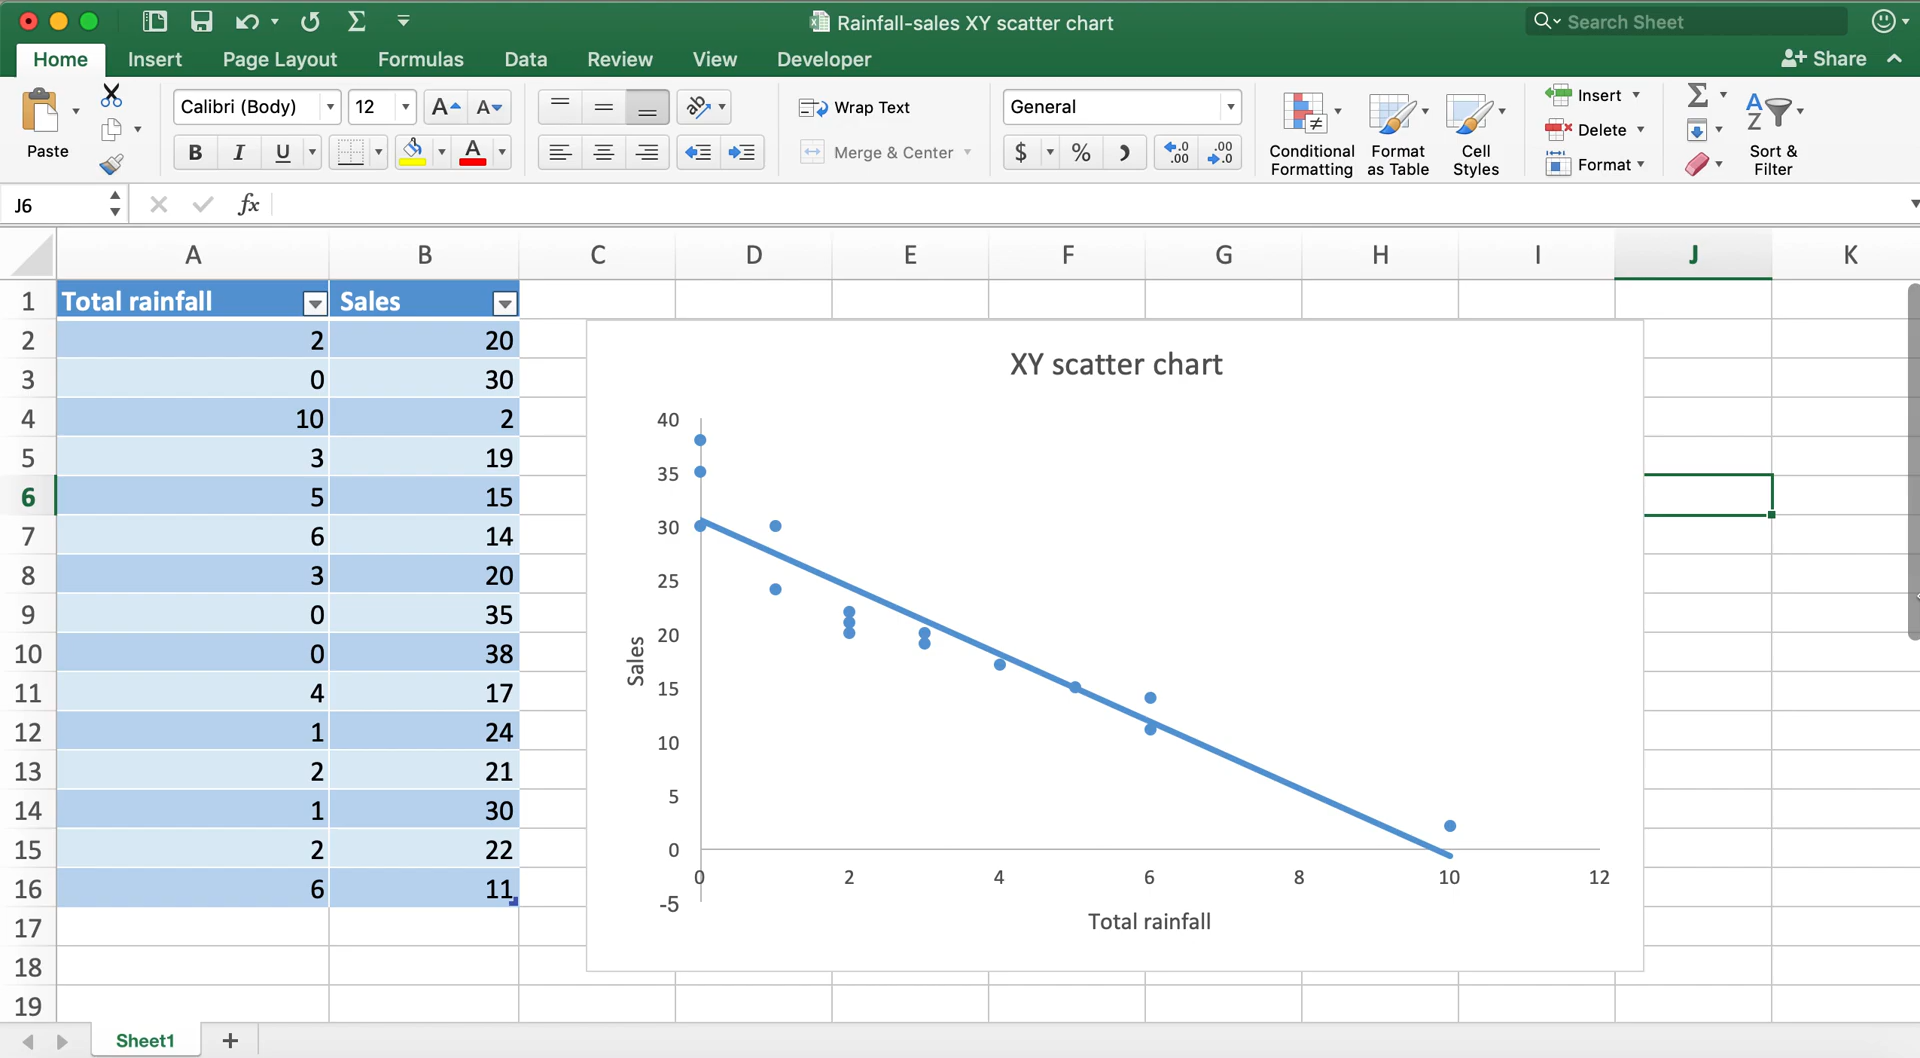 Rainfall-sales XY scatter chart
Search Sheet
Home Insert Page Layout Formulas Data Review View Developer
Share
Paste
Calibri (Body) 12
Wrap Text
Merge & Center
General
Conditional Formatting
Format as Table
Cell Styles
Insert
Delete
Format
Sort & Filter
J6
fx
A B C D E F G H I J K
1 Total rainfall Sales
2 2 20
3 0 30
4 10 2
5 3 19
6 5 15
7 6 14
8 3 20
9 0 35
10 0 38
11 4 17
12 1 24
13 2 21
14 1 30
15 2 22
16 6 11
17
18
19
XY scatter chart
40
35
30
25
20
15
10
5
0
-5
Sales
0 2 4 6 8 10 12
Total rainfall
Sheet1